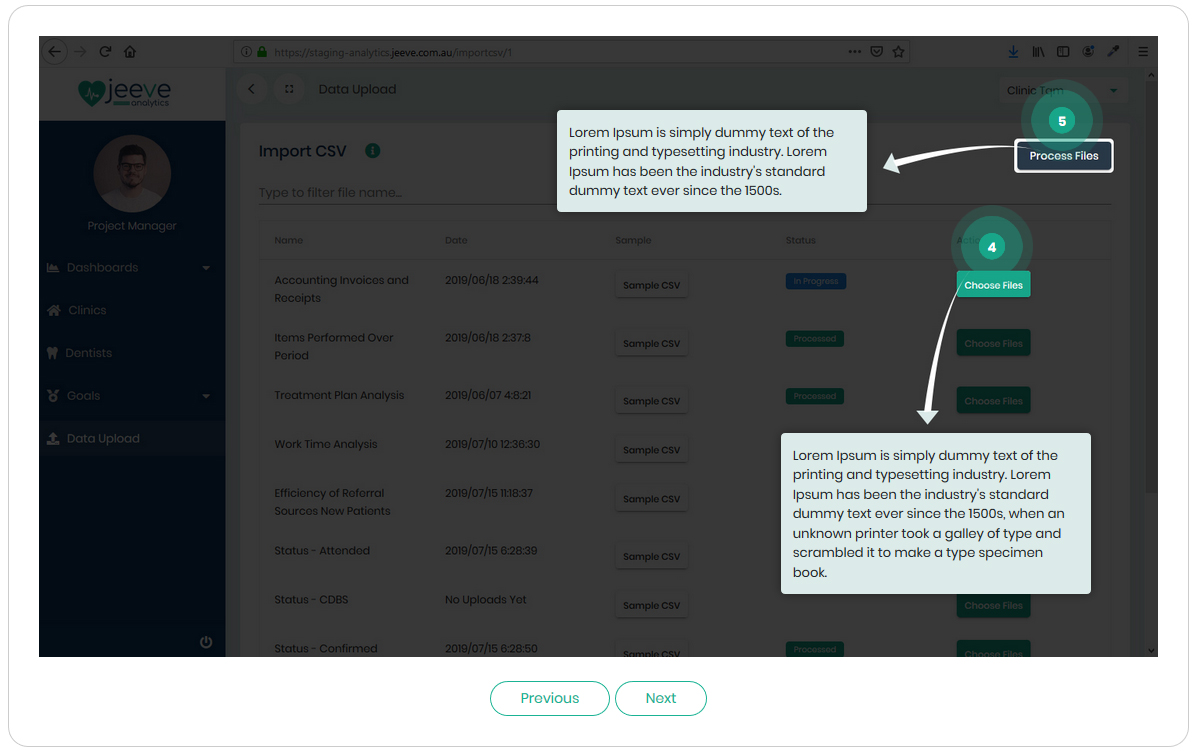 https://staging-analytics.jeeve.com.au/importcsv/1
jeeve
analytics
Data Upload
Clinic Tam
5
Process Files
Lorem Ipsum is simply dummy text of the
printing and typesetting industry. Lorem
Ipsum has been the industry's standard
dummy text ever since the 1500s.
Import CSV
Type to filter file name...
Project Manager
Dashboards
Clinics
Dentists
Goals
Data Upload
Name Date Sample Status
4
Accounting Invoices and
Receipts
2019/06/18 2:39:44 Sample CSV In Progress Choose Files
Items Performed Over
Period
2019/06/18 2:37:8 Sample CSV Processed Choose Files
Treatment Plan Analysis 2019/06/07 4:8:21 Sample CSV Processed Choose Files
Work Time Analysis 2019/07/10 12:36:30 Sample CSV
Efficiency of Referral
Sources New Patients
2019/07/15 11:18:37 Sample CSV
Status - Attended 2019/07/15 6:28:39 Sample CSV
Status - CDBS No Uploads Yet Sample CSV Choose Files
Status - Confirmed 2019/07/15 6:28:50 Sample CSV Processed Choose Files
Lorem Ipsum is simply dummy text of the
printing and typesetting industry. Lorem
Ipsum has been the industry's standard
dummy text ever since the 1500s, when an
unknown printer took a galley of type and
scrambled it to make a type specimen
book.
Previous Next